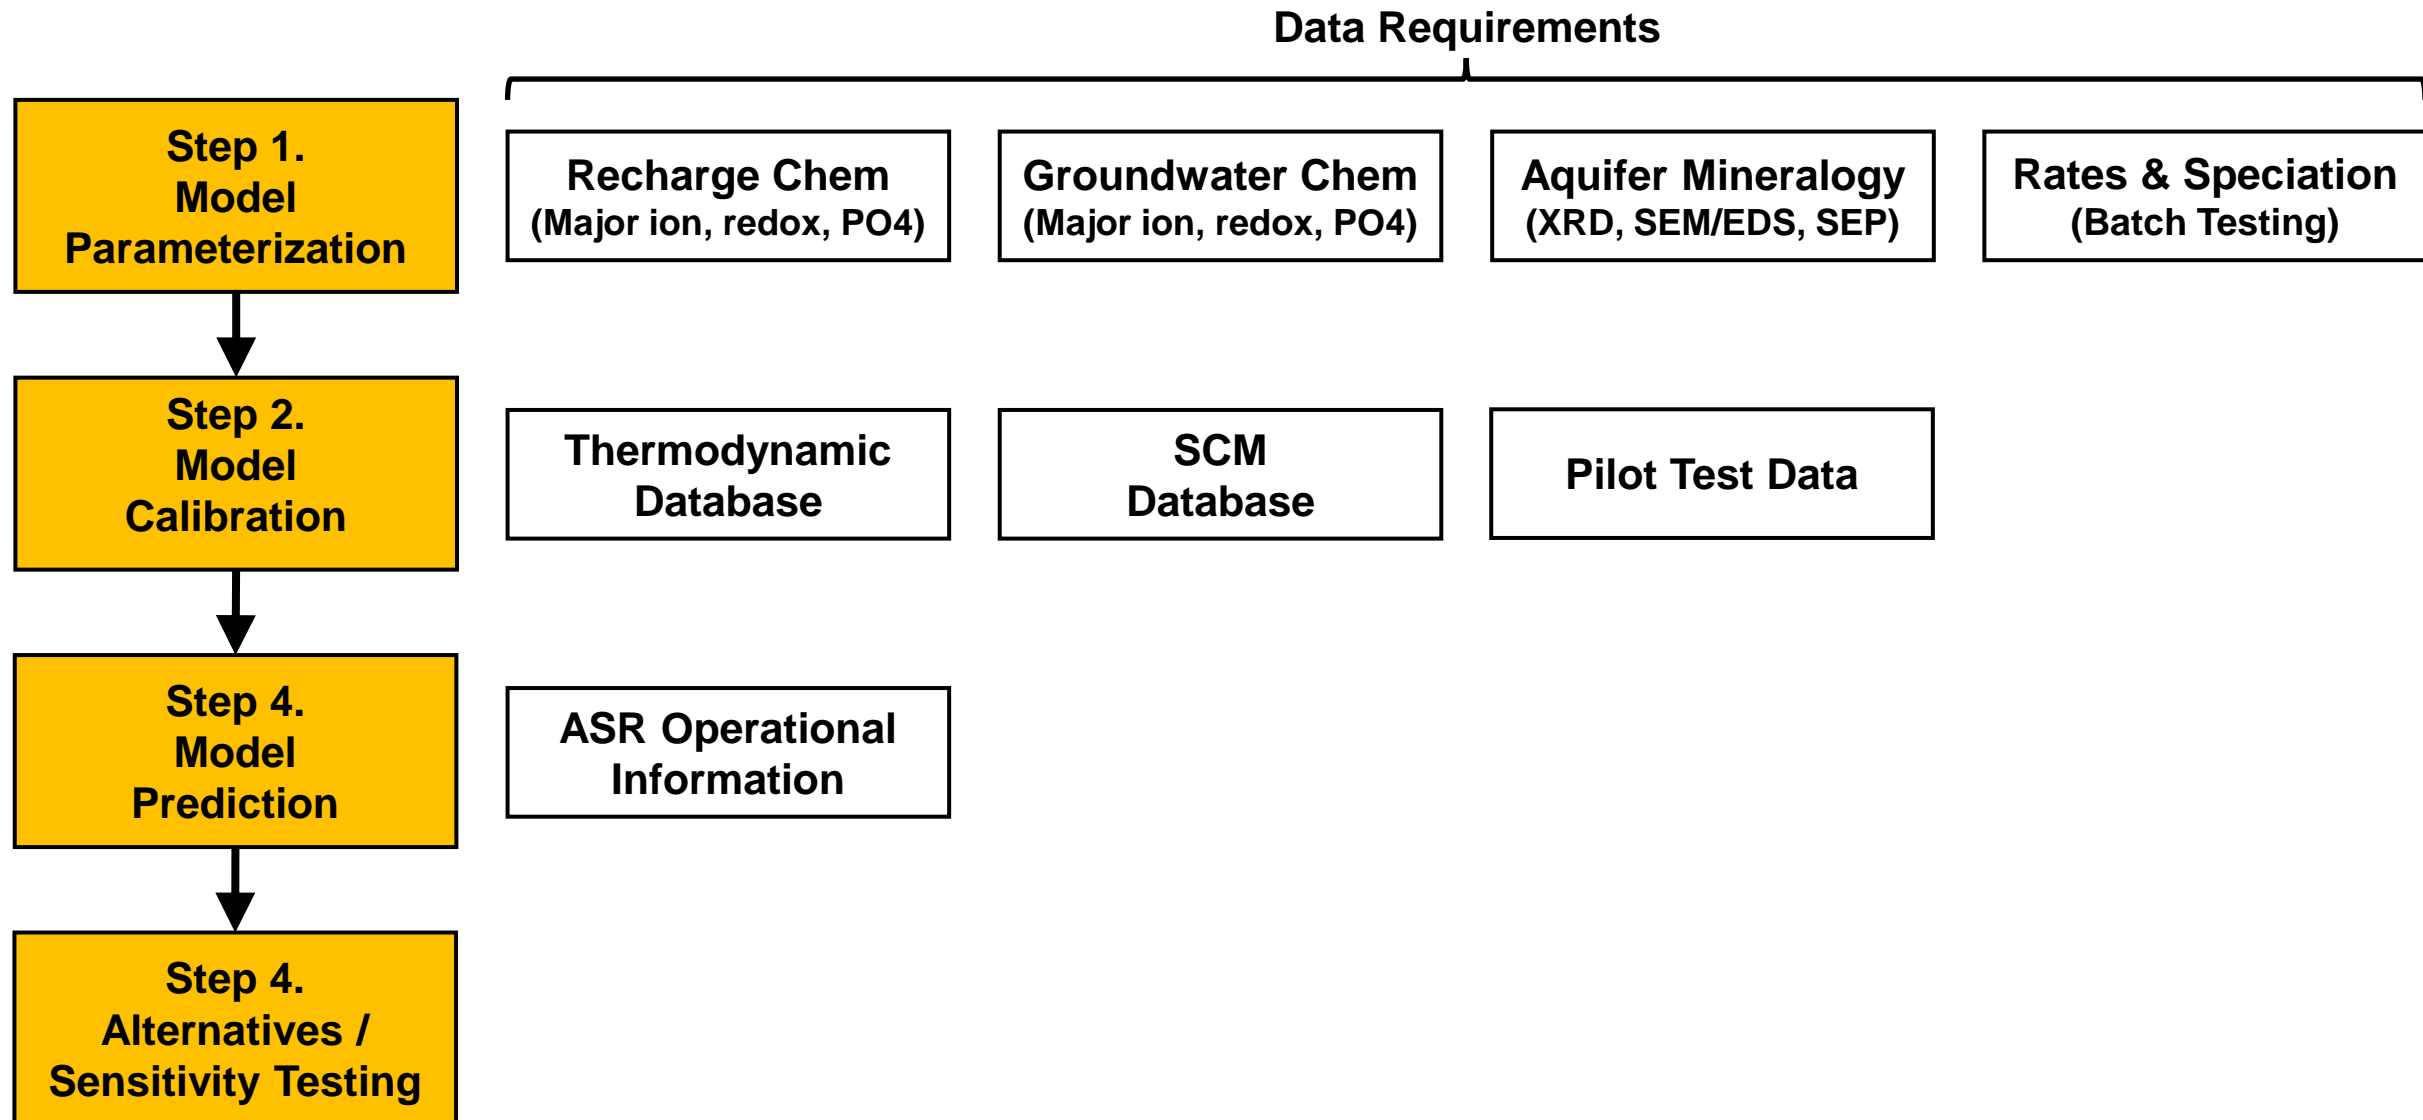 Data Requirements
Step 1.
Model
Parameterization
Recharge Chem
(Major ion, redox, PO4)
Groundwater Chem
(Major ion, redox, PO4)
Aquifer Mineralogy
(XRD, SEM/EDS, SEP)
Rates & Speciation
(Batch Testing)
Step 2.
Model
Calibration
Thermodynamic
Database
SCM
Database
Pilot Test Data
Step 4.
Model
Prediction
ASR Operational
Information
Step 4.
Alternatives /
Sensitivity Testing